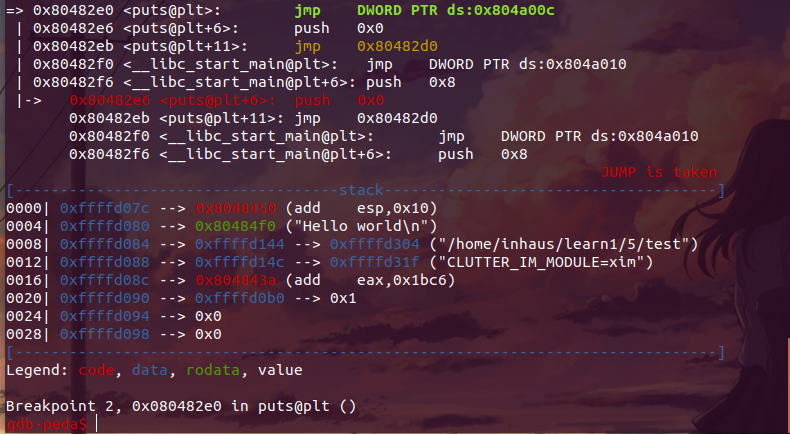 => 0x80482e0 <puts@plt>: jmp DWORD PTR ds:0x804a00c
| 0x80482e6 <puts@plt+6>: push 0x0
| 0x80482eb <puts@plt+11>: jmp 0x80482d0
| 0x80482f0 <__libc_start_main@plt>: jmp DWORD PTR ds:0x804a010
| 0x80482f6 <__libc_start_main@plt+6>: push 0x8
|-> 0x80482e6 <puts@plt+6>: push 0x0
0x80482eb <puts@plt+11>: jmp 0x80482d0
0x80482f0 <__libc_start_main@plt>: jmp DWORD PTR ds:0x804a010
0x80482f6 <__libc_start_main@plt+6>: push 0x8
JUMP is taken
[------------------------------------stack-------------------------------------]
0000| 0xffffd07c --> 0x8048450 (add esp,0x10)
0004| 0xffffd080 --> 0x80484f0 ("Hello world\n")
0008| 0xffffd084 --> 0xffffd144 --> 0xffffd304 ("/home/inhaus/learn1/5/test")
0012| 0xffffd088 --> 0xffffd14c --> 0xffffd31f ("CLUTTER_IM_MODULE=xim")
0016| 0xffffd08c --> 0x804843a (add eax,0x1bc6)
0020| 0xffffd090 --> 0xffffd0b0 --> 0x1
0024| 0xffffd094 --> 0x0
0028| 0xffffd098 --> 0x0
[------------------------------------------------------------------------------]
Legend: code, data, rodata, value
Breakpoint 2, 0x080482e0 in puts@plt ()
gdb-peda$